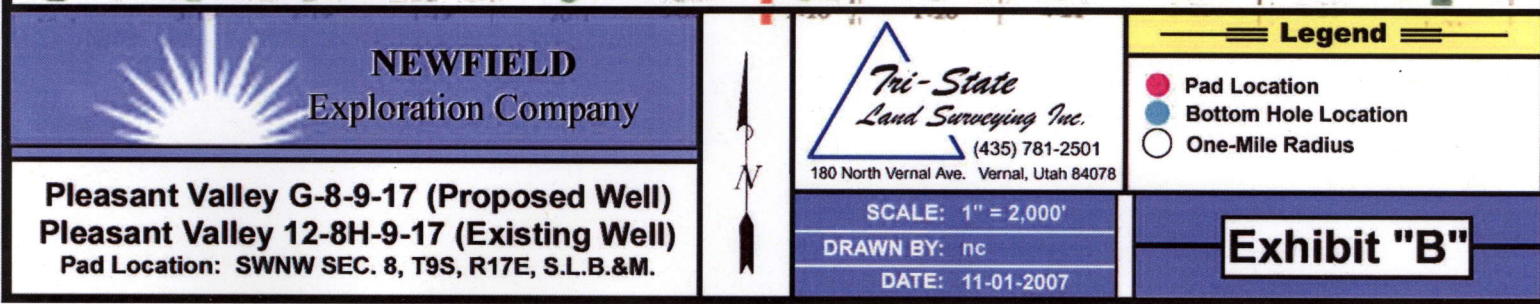 NEWFIELD
Exploration Company
Pleasant Valley G-8-9-17 (Proposed Well)
Pleasant Valley 12-8H-9-17 (Existing Well)
Pad Location: SWNW SEC. 8, T9S, R17E, S.L.B.&M.
N
Tri-State
Land Surveying Inc.
(435) 781-2501
180 North Vernal Ave. Vernal, Utah 84078
SCALE: 1" = 2,000'
DRAWN BY: nc
DATE: 11-01-2007
Legend
Pad Location
Bottom Hole Location
One-Mile Radius
Exhibit "B"